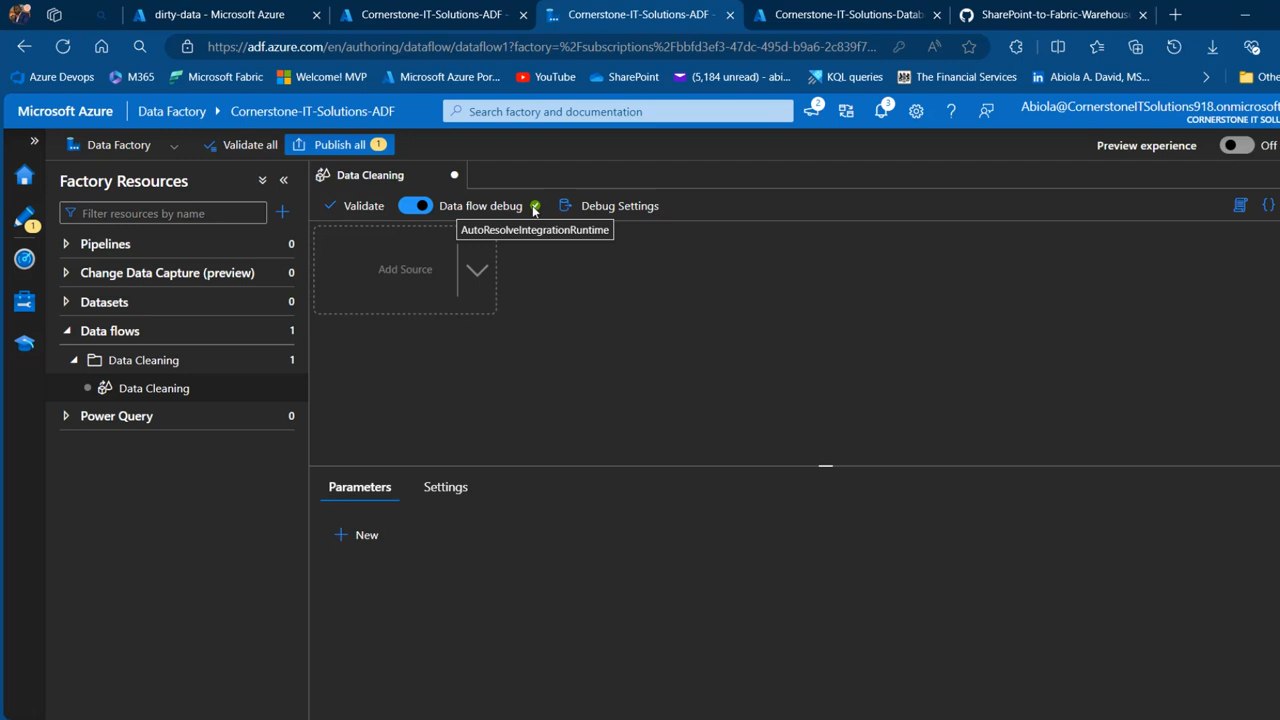 dirty-data - Microsoft Azure
Cornerstone-IT-Solutions-ADF -
Cornerstone-IT-Solutions-ADF -
Cornerstone-IT-Solutions-Datab
SharePoint-to-Fabric-Warehous
https://adf.azure.com/en/authoring/dataflow/dataflow1?factory=%2Fsubscriptions%2Fbbfd3ef3-47dc-495d-b9a6-2c839f7...
Azure Devops
M365
Microsoft Fabric
Welcome! MVP
Microsoft Azure Por...
YouTube
SharePoint
(5,184 unread) - abi...
KQL queries
The Financial Services
Abiola A. David, MS...
Othe
Microsoft Azure
Data Factory
Cornerstone-IT-Solutions-ADF
Search factory and documentation
2
3
Abiola@CornerstoneITSolutions918.onmicrosoft
CORNERSTONE IT SOLU
Data Factory
Validate all
Publish all 1
Preview experience
Off
Factory Resources
Data Cleaning
Filter resources by name
Validate
Data flow debug
Debug Settings
AutoResolveIntegrationRuntime
1
Pipelines 0
Change Data Capture (preview) 0
Datasets 0
Data flows 1
Data Cleaning 1
Data Cleaning
Power Query 0
Add Source
Parameters
Settings
New